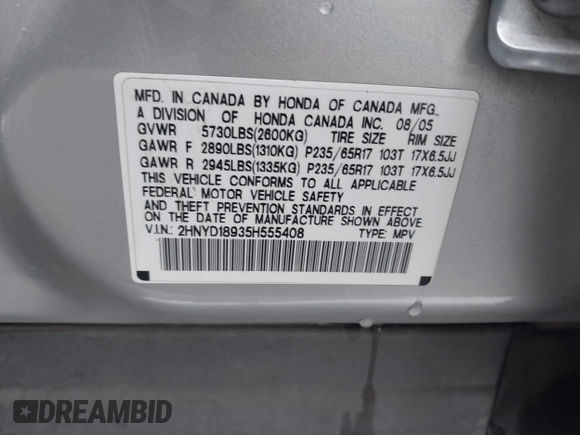 MFD. IN CANADA BY HONDA OF CANADA MFG.,
A DIVISION OF HONDA CANADA INC. 08/05
GVWR 5730LBS(2600KG) TIRE SIZE RIM SIZE
GAWR F 2890LBS(1310KG) P235/65R17 103T 17X6.5JJ
GAWR R 2945LBS(1335KG) P235/65R17 103T 17X6.5JJ
THIS VEHICLE CONFORMS TO ALL APPLICABLE
FEDERAL MOTOR VEHICLE SAFETY
AND THEFT PREVENTION STANDARDS IN EFFECT
ON THE DATE OF MANUFACTURE SHOWN ABOVE.
V.I.N.: 2HNYD18935H555408 TYPE: MPV
DREAMBID